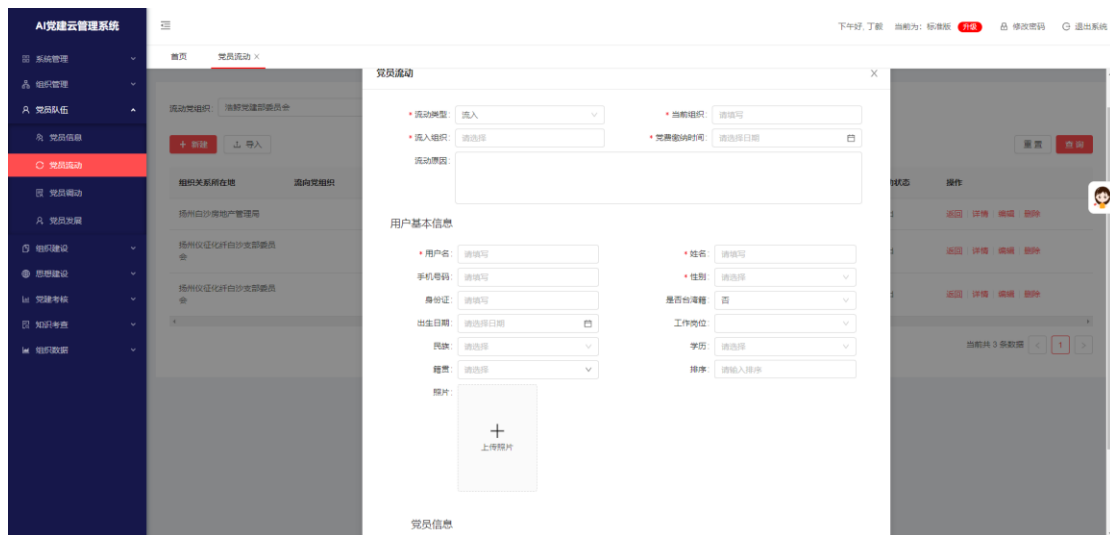 AI党建云管理系统
下午好, 丁毅 当前为: 标准版 升级 修改密码 退出系统
系统管理
组织管理
党员队伍
党员信息
党员流动
党员调动
党员发展
组织建设
思想建设
党建考核
知识考查
组织数据
首页 党员流动 ×
流动党组织:
+ 新建 导入
重置 查询
组织关系所在地 流向党组织 操作
扬州白沙房地产管理局 返回 详情 编辑 删除
扬州仪征化纤白沙支部委员
会 返回 详情 编辑 删除
扬州仪征化纤白沙支部委员
会 返回 详情 编辑 删除
当前共 3 条数据 < 1 >
党员流动 ×
* 流动类型: 流入 * 当前组织: 请填写
* 流入组织: 请选择 * 党费缴纳时间: 请选择日期
流动原因:
用户基本信息
* 用户名: 请填写 * 姓名: 请填写
手机号码: 请填写 * 性别: 请选择
身份证: 请填写 是否台湾籍: 否
出生日期: 请选择日期 工作岗位:
民族: 请选择 学历: 请选择
籍贯: 请选择 排序: 请输入排序
照片:
上传照片
党员信息